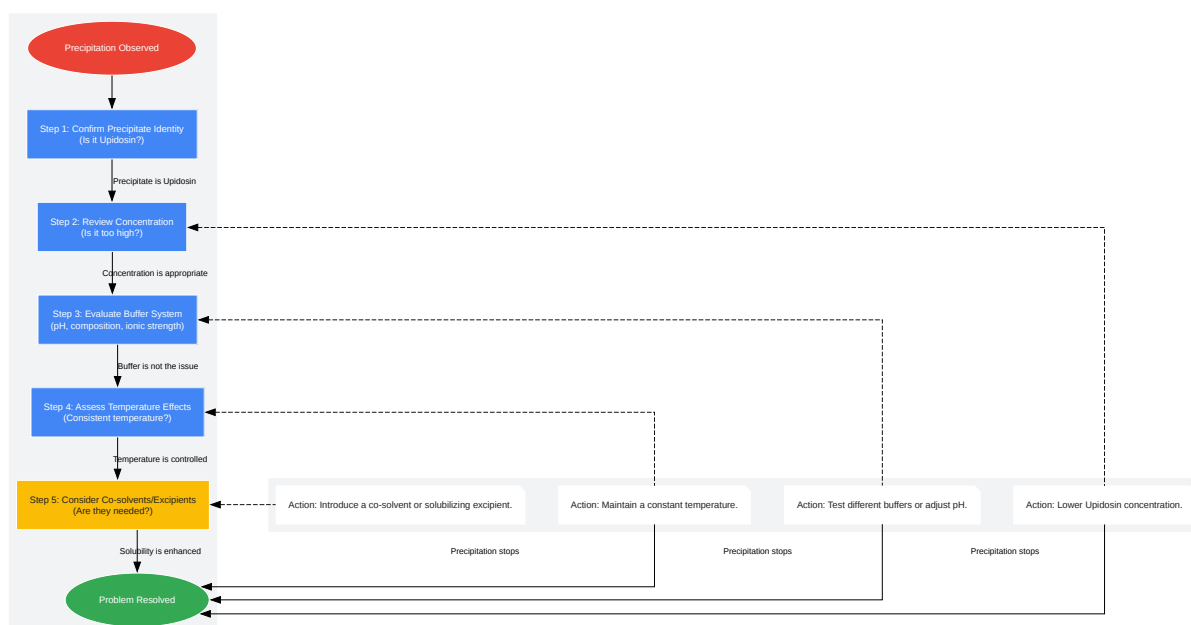 Precipitation Observed
Step 1: Confirm Precipitate Identity
(Is it Upidosin?)
Precipitate is Upidosin
Step 2: Review Concentration
(Is it too high?)
Concentration is appropriate
Step 3: Evaluate Buffer System
(pH, composition, ionic strength)
Buffer is not the issue
Step 4: Assess Temperature Effects
(Consistent temperature?)
Temperature is controlled
Step 5: Consider Co-solvents/Excipients
(Are they needed?)
Action: Introduce a co-solvent or solubilizing excipient.
Action: Maintain a constant temperature.
Action: Test different buffers or adjust pH.
Action: Lower Upidosin concentration.
Solubility is enhanced
Precipitation stops
Precipitation stops
Precipitation stops
Problem Resolved